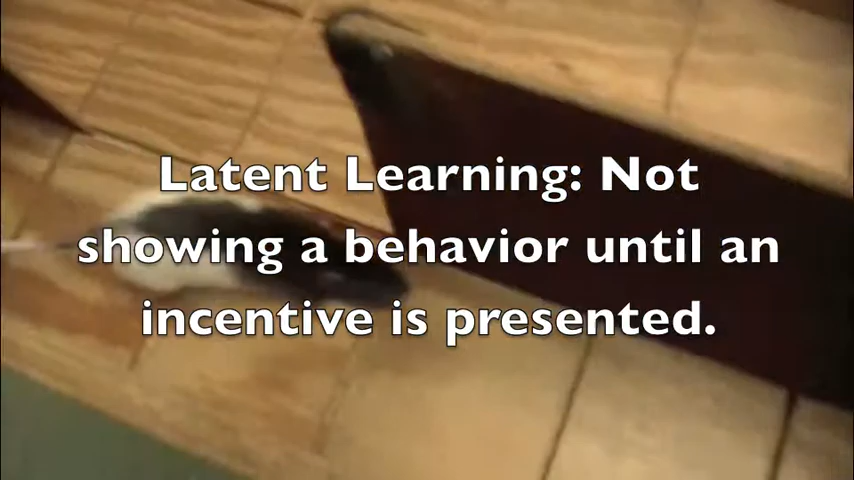 Latent Learning: Not
showing a behavior until an
incentive is presented.